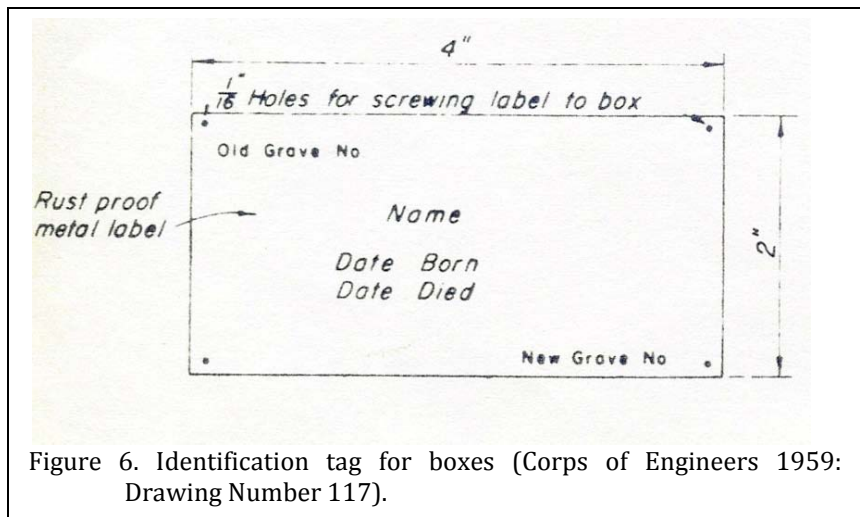 4"
1/16" Holes for screwing label to box
Old Grave No
Rust proof
metal label
Name
2"
Date Born
Date Died
New Grave No
Figure 6. Identification tag for boxes (Corps of Engineers 1959:
Drawing Number 117).